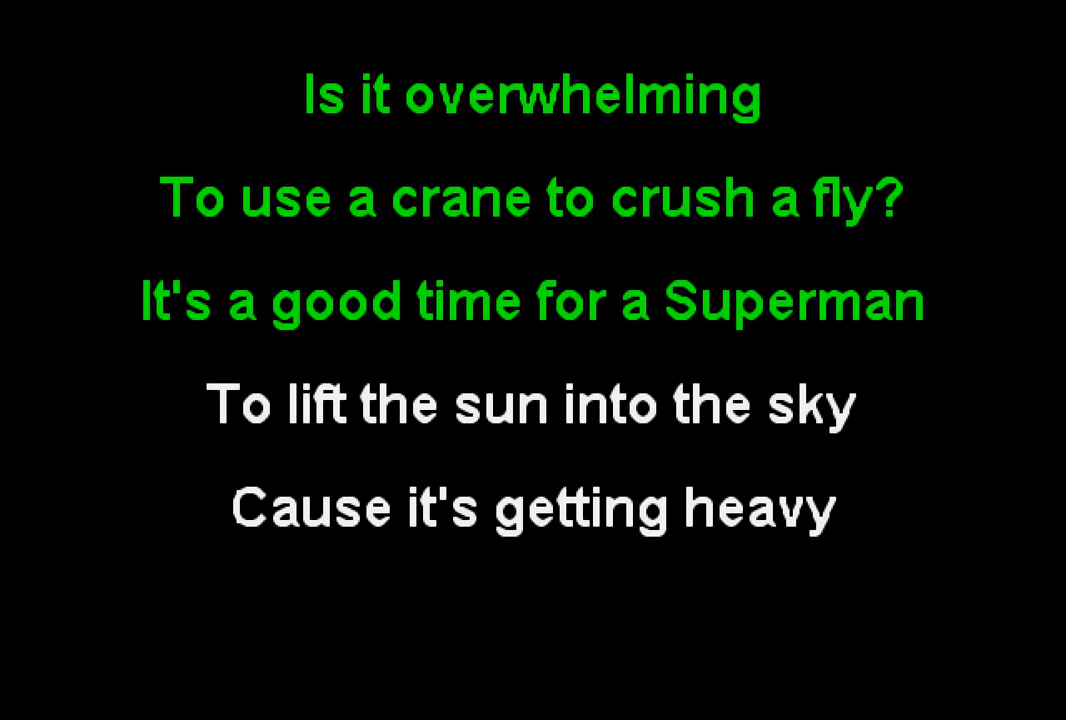 Is it overwhelming
To use a crane to crush a fly?
It's a good time for a Superman
To lift the sun into the sky
Cause it's getting heavy